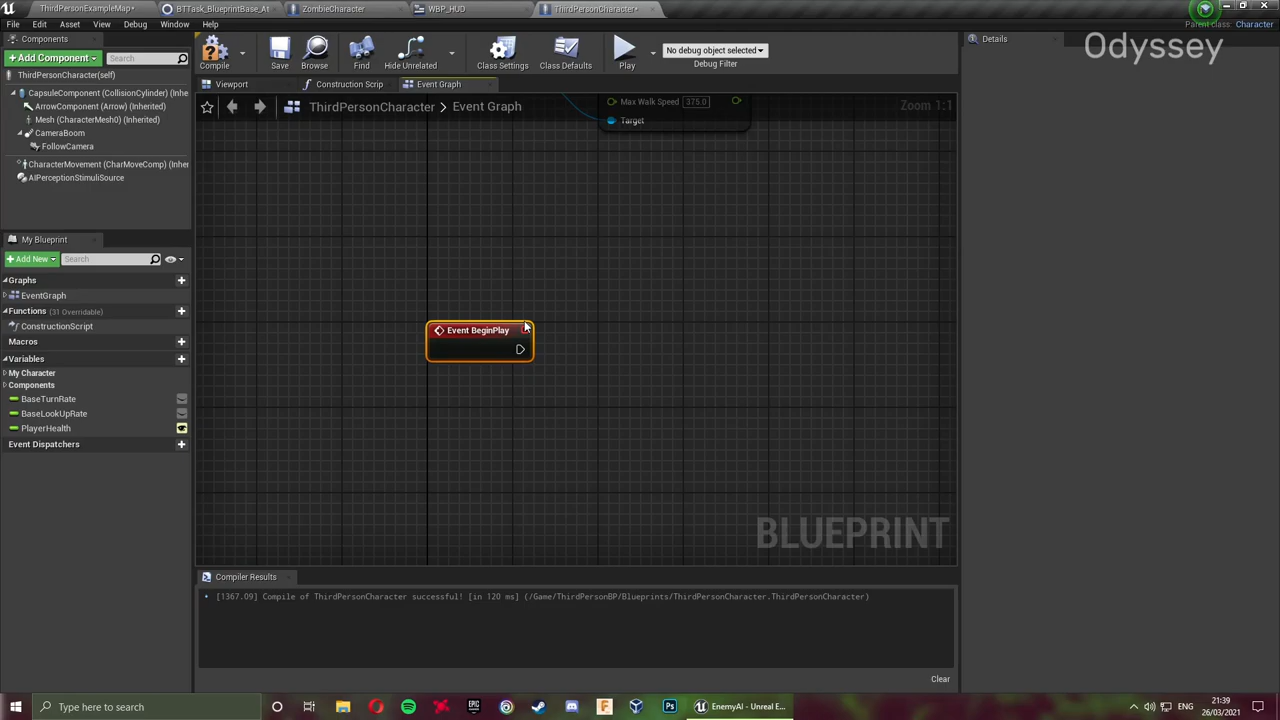 ThirdPersonExampleMap*
BTTask_BlueprintBase_At
ZombieCharacter
WBP_HUD
ThirdPersonCharacter*
File
Edit
Asset
View
Debug
Window
Help
Parent class: Character
Odyssey
Components
+Add Component
Search
ThirdPersonCharacter(self)
CapsuleComponent (CollisionCylinder) (Inhe
ArrowComponent (Arrow) (Inherited)
Mesh (CharacterMesh0) (Inherited)
CameraBoom
FollowCamera
CharacterMovement (CharMoveComp) (Inher
AIPerceptionStimuliSource
Compile
Save
Browse
Find
Hide Unrelated
Class Settings
Class Defaults
Play
No debug object selected
Debug Filter
Details
Viewport
Construction Scrip
Event Graph
ThirdPersonCharacter > Event Graph
Zoom 1:1
Max Walk Speed 375.0
Target
Event BeginPlay
BLUEPRINT
My Blueprint
+Add New
Search
Graphs
EventGraph
Functions (31 Overridable)
ConstructionScript
Macros
Variables
My Character
Components
BaseTurnRate
BaseLookUpRate
PlayerHealth
Event Dispatchers
Compiler Results
[1367.09] Compile of ThirdPersonCharacter successful! [in 120 ms] (/Game/ThirdPersonBP/Blueprints/ThirdPersonCharacter.ThirdPersonCharacter)
Clear
Type here to search
EnemyAI - Unreal E...
ENG
21:39
26/03/2021